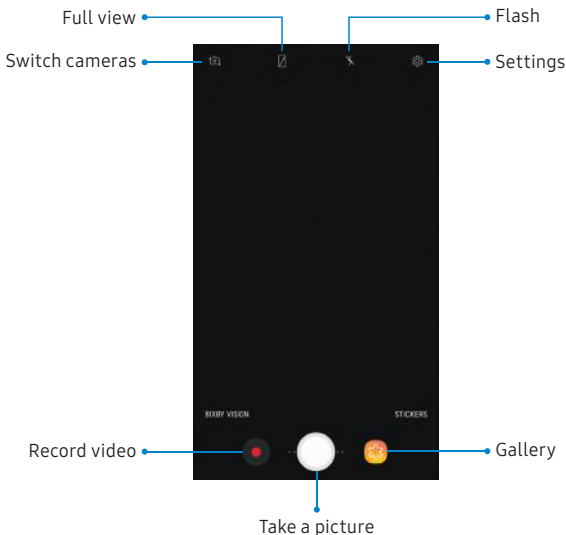 Full view
Flash
Switch cameras
Settings
BIXBY VISION
STICKERS
Record video
Gallery
Take a picture